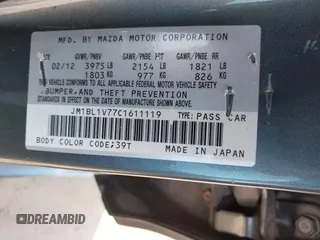 MFD. BY MAZDA MOTOR CORPORATION
DATE GVWR/PNBV GAWR/PNBE FRT GAWR/PNBE RR
02/12 3975 LB 2154 LB 1821 LB
1803 KG 977 KG 826 KG
THIS VEHICLE CONFORMS TO ALL APPLICABLE FEDERAL MOTOR VEHICLE SAFETY,
BUMPER, AND THEFT PREVENTION
STANDARDS IN EFFECT ON THE DATE OF MANUFACTURE SHOWN ABOVE.
JM1BL1V77C1611119 TYPE: PASS CAR
BODY COLOR CODE: 39T MADE IN JAPAN
DREAMBID